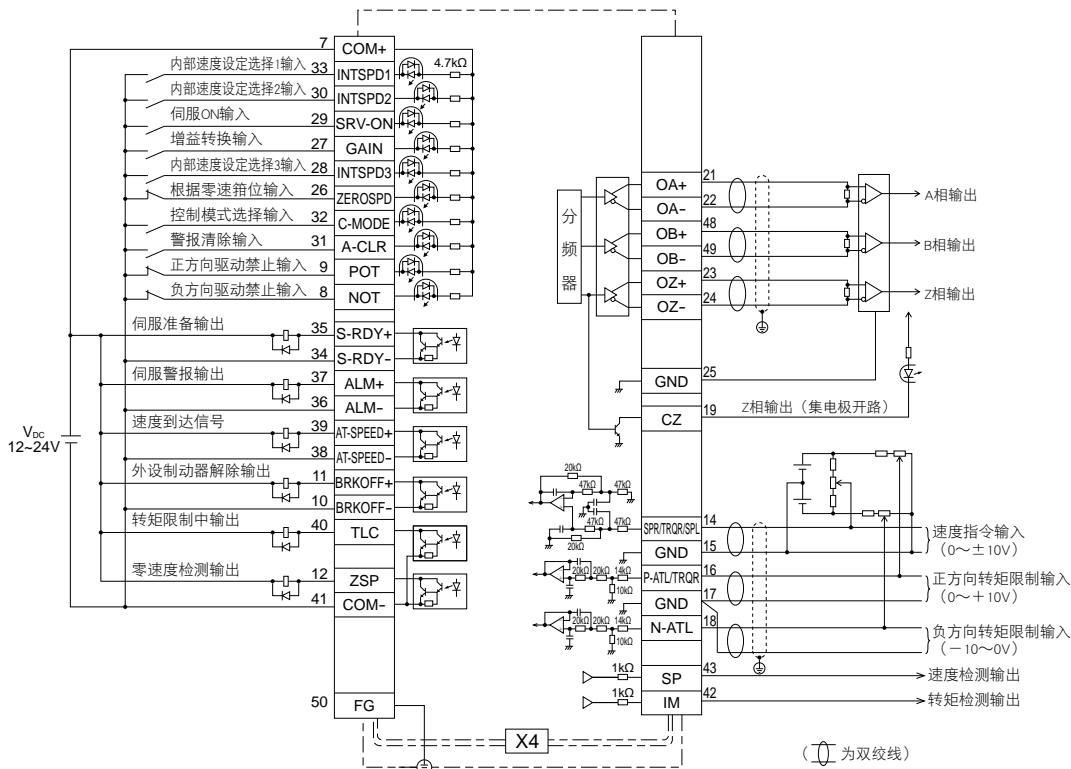 7 COM+
内部速度设定选择1输入 33 INTSPD1 4.7kΩ
内部速度设定选择2输入 30 INTSPD2
伺服ON输入 29 SRV-ON
增益转换输入 27 GAIN
内部速度设定选择3输入 28 INTSPD3
根据零速箝位输入 26 ZEROSPD
控制模式选择输入 32 C-MODE
警报清除输入 31 A-CLR
正方向驱动禁止输入 9 POT
负方向驱动禁止输入 8 NOT
伺服准备输出 35 S-RDY+
34 S-RDY-
伺服警报输出 37 ALM+
36 ALM-
速度到达信号 39 AT-SPEED+
38 AT-SPEED-
外设制动器解除输出 11 BRKOFF+
10 BRKOFF-
转矩限制中输出 40 TLC
零速度检测输出 12 ZSP
41 COM-
50 FG
VDC
12~24V
X4
分频器
OA+ 21 A相输出
OA- 22
OB+ 48 B相输出
OB- 49
OZ+ 23 Z相输出
OZ- 24
GND 25
CZ 19 Z相输出（集电极开路）
20kΩ
47kΩ 47kΩ
47kΩ 47kΩ
20kΩ
SPR/TRQR/SPL 14 速度指令输入
GND 15 （0～±10V）
20kΩ 20kΩ 14kΩ
10kΩ
P-ATL/TRQR 16 正方向转矩限制输入
GND 17 （0～＋10V）
20kΩ 20kΩ 14kΩ
10kΩ
N-ATL 18 负方向转矩限制输入
（－10～0V）
1kΩ SP 43 速度检测输出
1kΩ IM 42 转矩检测输出
（ 为双绞线）